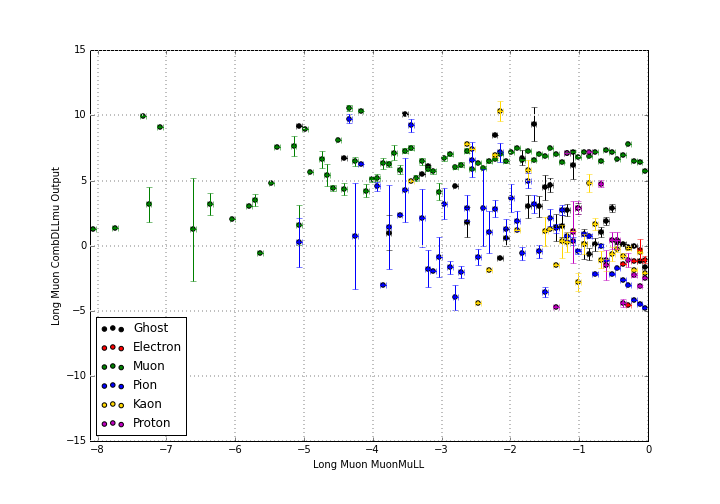 15
10
5
0
−5
−10
−15
Long Muon CombDLLmu Output
Ghost
Electron
Muon
Pion
Kaon
Proton
−8 −7 −6 −5 −4 −3 −2 −1 0
Long Muon MuonMuLL